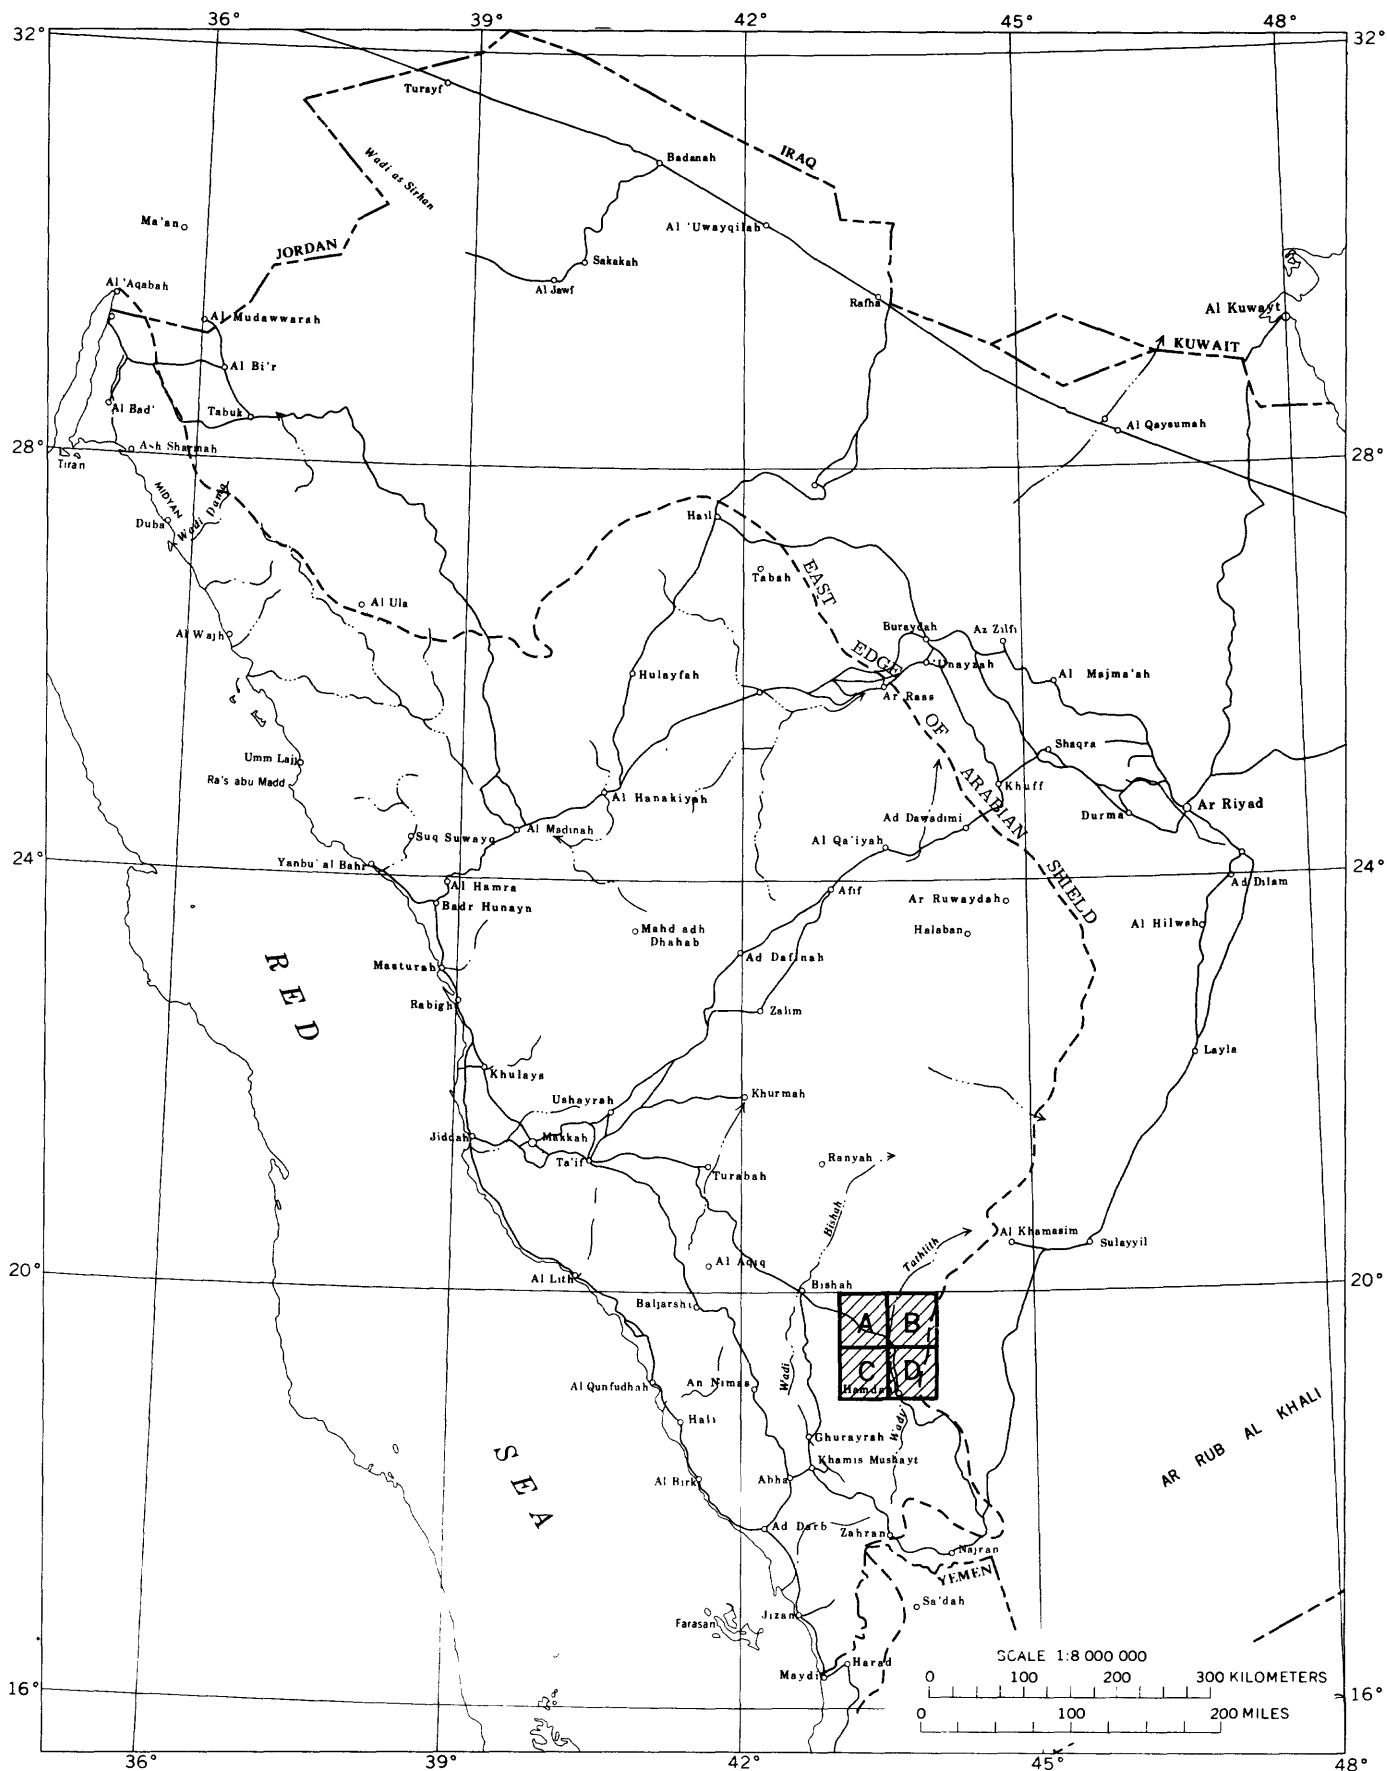 36° 39° 42° 45° 48°
32° 32°
Turayf
Badanah
IRAQ
Wadi as Sirhan
Ma'an
Al 'Uwayqilah
JORDAN
Sakakah
Al Jawf
Al 'Aqabah
Rafha
Al Kuwayt
Al Mudawwarah
KUWAIT
Al Bi'r
Al Bad'
Tabuk
Al Qaysumah
Ash Sharmah
28° 28°
Tiran
MIDYAN
Wadi Dama
Duba
Hail
EAST
Tabah
Al Ula
Al Wajh
Buraydah
Az Zilfi
EDGE
'Unayzah
Hulayfah
Al Majma'ah
Ar Rass
OF
Shaqra
Umm Lajj
Ra's abu Madd
ARABIAN
Khuff
Al Hanakiyah
Ar Riyad
Durma
Ad Dawadimi
Suq Suwayq
Al Madinah
Al Qa'iyah
24° 24°
Yanbu' al Bahr
SHIELD
Ad Dilam
Al Hamra
Afif
Badr Hunayn
Ar Ruwaydah
Al Hilwah
Mahd adh
Dhahab
Halaban
Ad Dafinah
RED
Masturah
Rabigh
Zalim
Layla
Khulays
Ushayrah
Khurmah
Jiddah
Makkah
Ta'if
Ranyah
Turabah
Bishah
Al Khamasim
Sulayyil
Tathlith
Al Aqiq
20° 20°
Al Lith
Bishah
Baljarshi
A B
C D
Wadi
An Nimas
Al Qunfudhah
Hamdah
Hali
Wadi
AR RUB AL KHALI
Ghurayrah
SEA
Khamis Mushayt
Al Birk
Abha
Ad Darb
Zahran
Najran
YEMEN
Sa'dah
Farasan
Jizan
SCALE 1:8 000 000
Harad
Maydi
0 100 200 300 KILOMETERS
16° 16°
0 100 200 MILES
36° 39° 42° 45° 48°